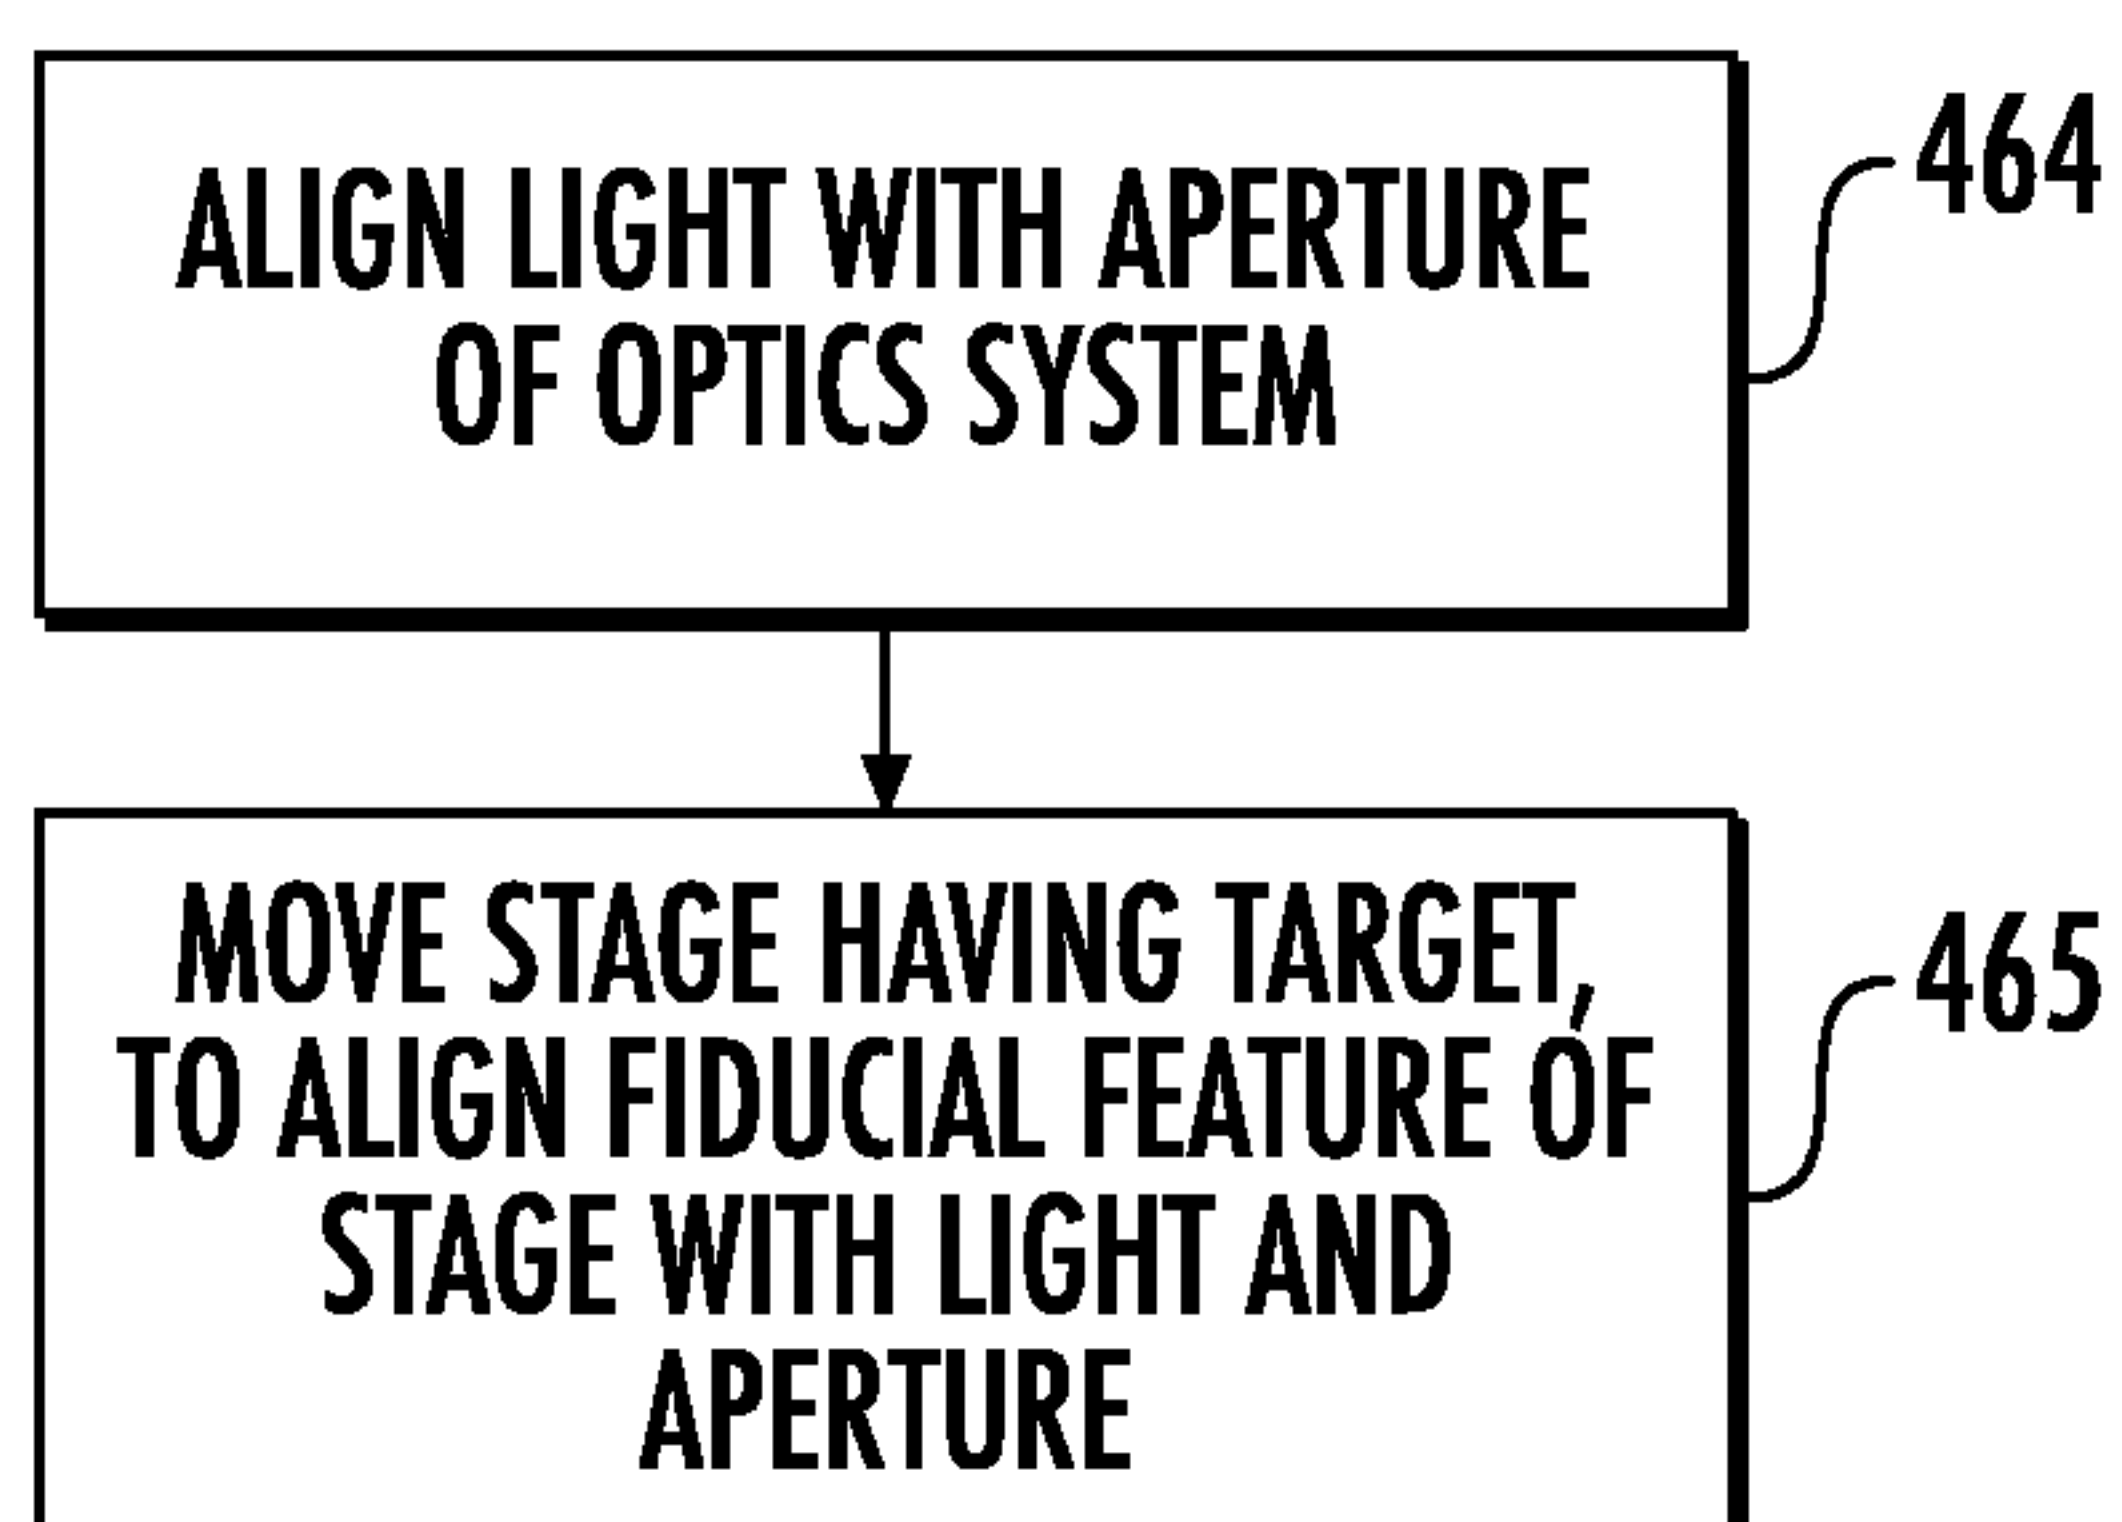 ALIGN LIGHT WITH APERTURE
OF OPTICS SYSTEM
464
MOVE STAGE HAVING TARGET,
TO ALIGN FIDUCIAL FEATURE OF
STAGE WITH LIGHT AND
APERTURE
465